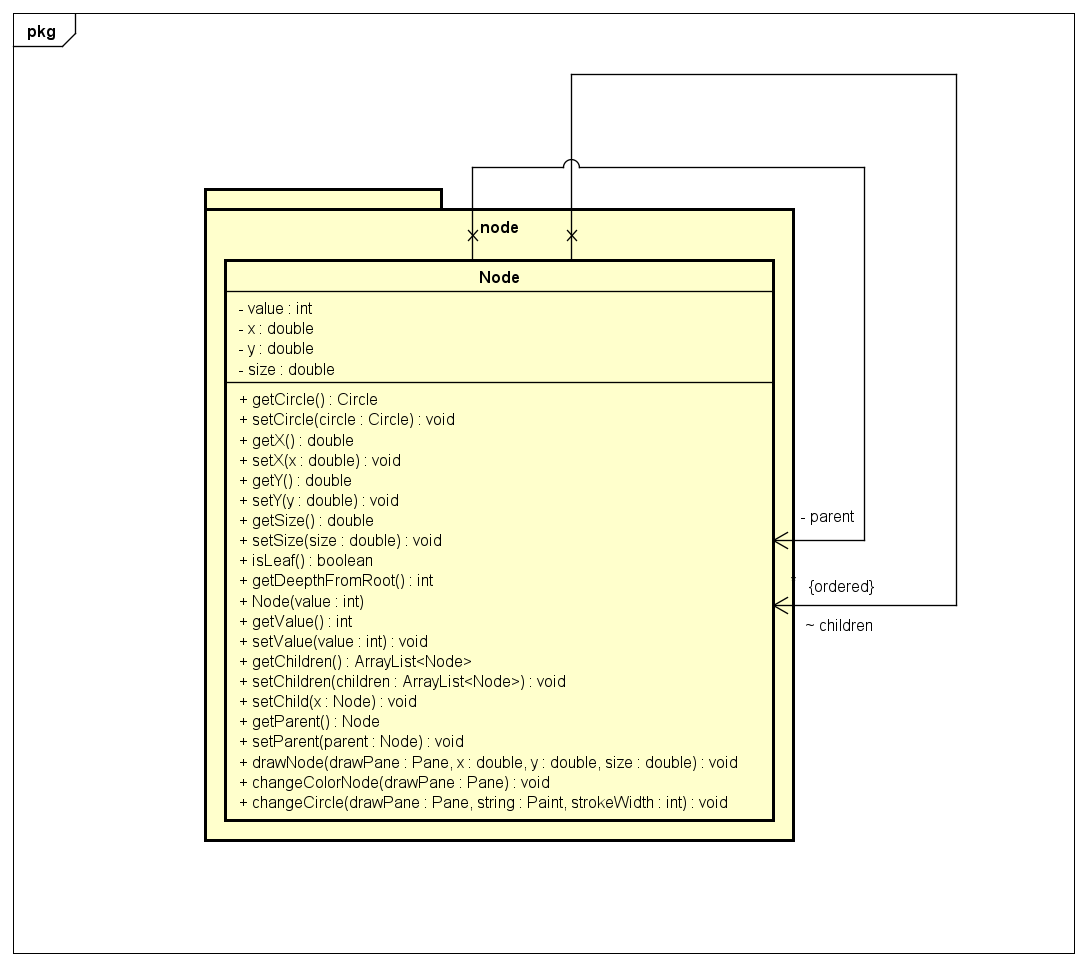 pkg
node
Node
- value : int
- x : double
- y : double
- size : double
+ getCircle() : Circle
+ setCircle(circle : Circle) : void
+ getX() : double
+ setX(x : double) : void
+ getY() : double
+ setY(y : double) : void
+ getSize() : double
+ setSize(size : double) : void
+ isLeaf() : boolean
+ getDeepthFromRoot() : int
+ Node(value : int)
+ getValue() : int
+ setValue(value : int) : void
+ getChildren() : ArrayList<Node>
+ setChildren(children : ArrayList<Node>) : void
+ setChild(x : Node) : void
+ getParent() : Node
+ setParent(parent : Node) : void
+ drawNode(drawPane : Pane, x : double, y : double, size : double) : void
+ changeColorNode(drawPane : Pane) : void
+ changeCircle(drawPane : Pane, string : Paint, strokeWidth : int) : void
- parent
* {ordered}
~ children